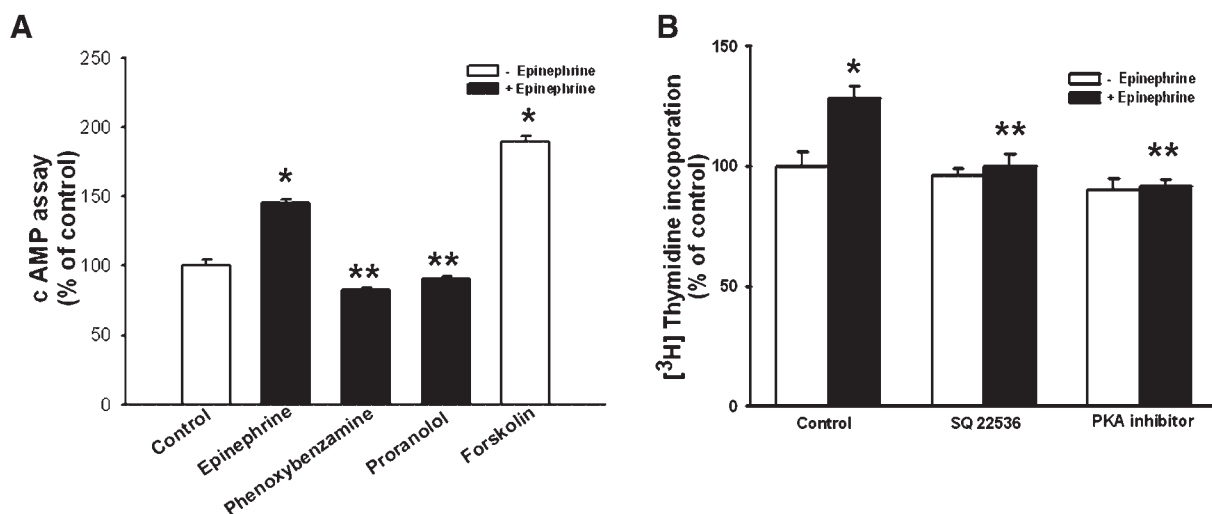 A
250
200
150
100
50
0
c AMP assay
(% of control)
- Epinephrine
+ Epinephrine
*
**
**
*
Control
Epinephrine
Phenoxybenzamine
Proranolol
Forskolin
B
150
100
50
0
[³H] Thymidine incoporation
(% of control)
- Epinephrine
+ Epinephrine
*
**
**
Control
SQ 22536
PKA inhibitor